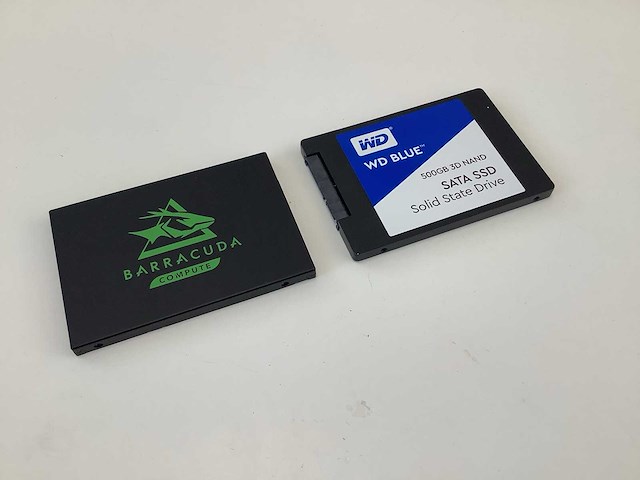 BARRACUDA
COMPUTE
WD
WD BLUE™
500GB 3D NAND
SATA SSD
Solid State Drive